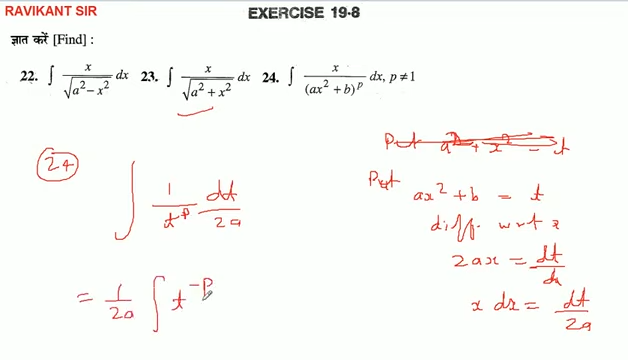 RAVIKANT SIR
EXERCISE 19·8
ज्ञात करें [Find] :
22. ∫ x / √(a² − x²) dx 23. ∫ x / √(a² + x²) dx 24. ∫ x / (ax² + b)^p dx, p ≠ 1
Put a² + x² = t
24
∫ 1/t^p dt/2a
Put ax² + b = t
diff. w r t x
2ax = dt/dx
= 1/2a ∫ t^−p
x dx = dt/2a